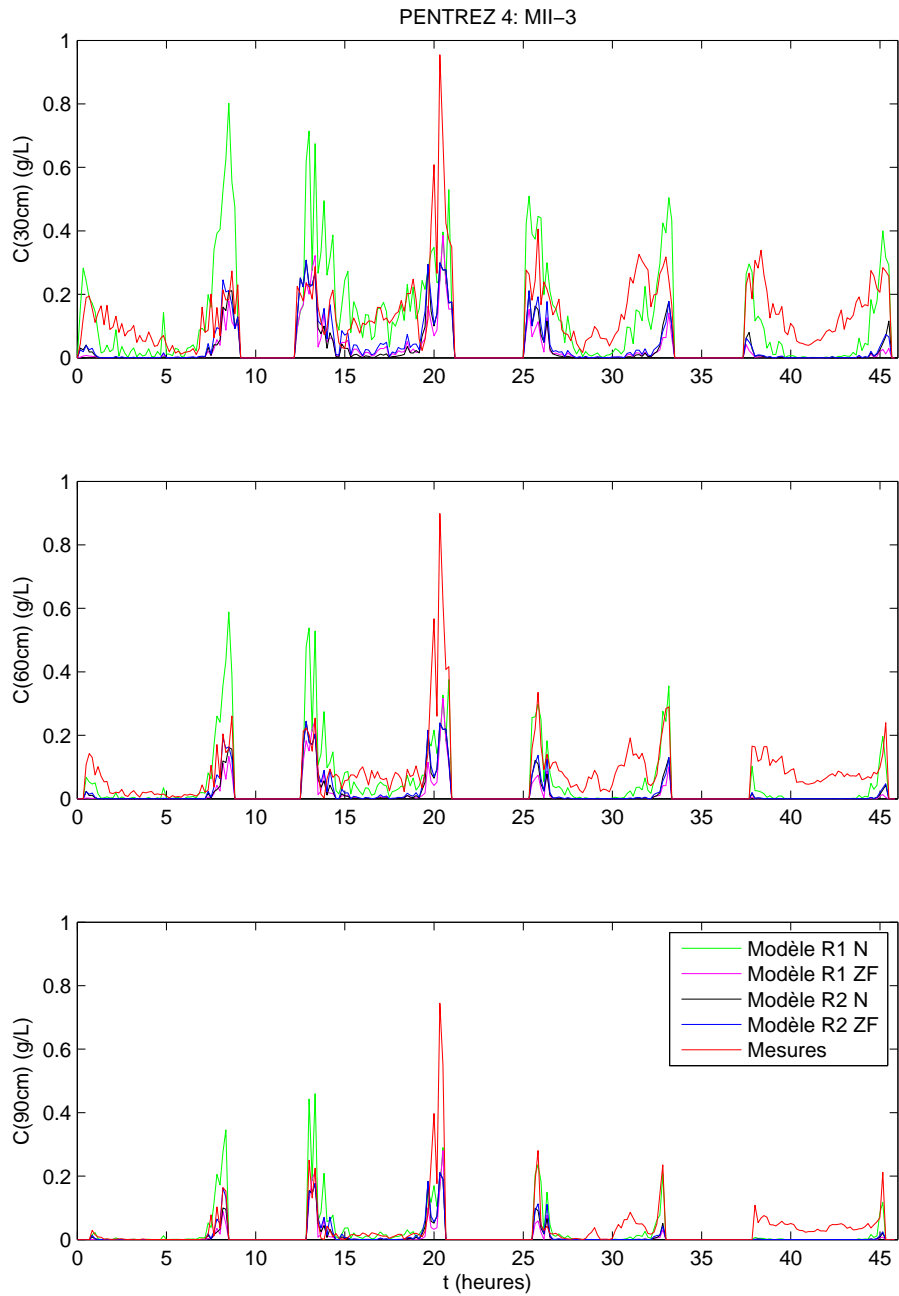 PENTREZ 4: MII−3
1
0.8
0.6
0.4
0.2
0
C(30cm) (g/L)
0 5 10 15 20 25 30 35 40 45
1
0.8
0.6
0.4
0.2
0
C(60cm) (g/L)
0 5 10 15 20 25 30 35 40 45
1
0.8
0.6
0.4
0.2
0
C(90cm) (g/L)
Modèle R1 N
Modèle R1 ZF
Modèle R2 N
Modèle R2 ZF
Mesures
0 5 10 15 20 25 30 35 40 45
t (heures)